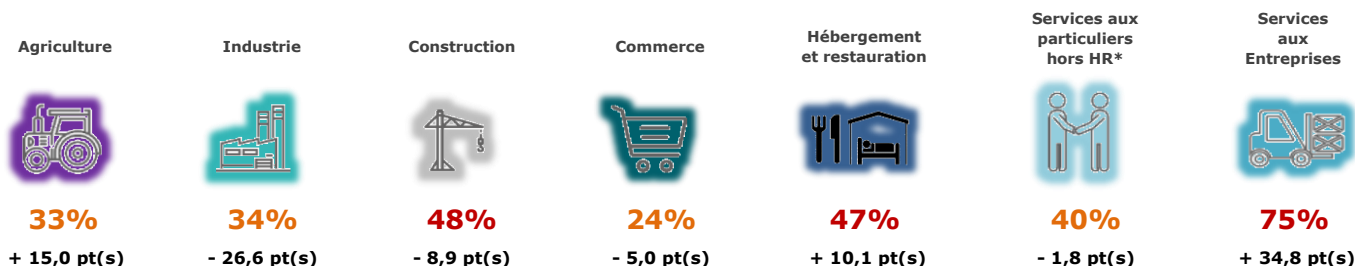 Agriculture
Industrie
Construction
Commerce
Hébergement
et restauration
Services aux
particuliers
hors HR*
Services
aux
Entreprises
33%
34%
48%
24%
47%
40%
75%
+ 15,0 pt(s)
- 26,6 pt(s)
- 8,9 pt(s)
- 5,0 pt(s)
+ 10,1 pt(s)
- 1,8 pt(s)
+ 34,8 pt(s)